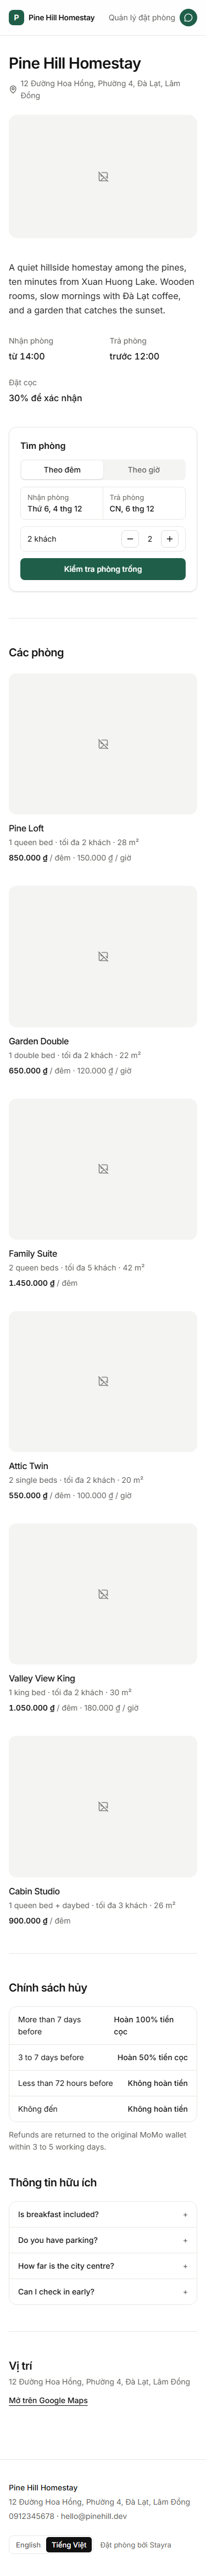 P Pine Hill Homestay Quản lý đặt phòng
Pine Hill Homestay
12 Đường Hoa Hồng, Phường 4, Đà Lạt, Lâm
Đồng
A quiet hillside homestay among the pines,
ten minutes from Xuan Huong Lake. Wooden
rooms, slow mornings with Đà Lạt coffee,
and a garden that catches the sunset.
Nhận phòng Trả phòng
từ 14:00 trước 12:00
Đặt cọc
30% để xác nhận
Tìm phòng
Theo đêm Theo giờ
Nhận phòng Trả phòng
Thứ 6, 4 thg 12 CN, 6 thg 12
2 khách − 2 +
Kiểm tra phòng trống
Các phòng
Pine Loft
1 queen bed · tối đa 2 khách · 28 m²
850.000 ₫ / đêm · 150.000 ₫ / giờ
Garden Double
1 double bed · tối đa 2 khách · 22 m²
650.000 ₫ / đêm · 120.000 ₫ / giờ
Family Suite
2 queen beds · tối đa 5 khách · 42 m²
1.450.000 ₫ / đêm
Attic Twin
2 single beds · tối đa 2 khách · 20 m²
550.000 ₫ / đêm · 100.000 ₫ / giờ
Valley View King
1 king bed · tối đa 2 khách · 30 m²
1.050.000 ₫ / đêm · 180.000 ₫ / giờ
Cabin Studio
1 queen bed + daybed · tối đa 3 khách · 26 m²
900.000 ₫ / đêm
Chính sách hủy
More than 7 days Hoàn 100% tiền
before cọc
3 to 7 days before Hoàn 50% tiền cọc
Less than 72 hours before Không hoàn tiền
Không đến Không hoàn tiền
Refunds are returned to the original MoMo wallet
within 3 to 5 working days.
Thông tin hữu ích
Is breakfast included? +
Do you have parking? +
How far is the city centre? +
Can I check in early? +
Vị trí
12 Đường Hoa Hồng, Phường 4, Đà Lạt, Lâm Đồng
Mở trên Google Maps
Pine Hill Homestay
12 Đường Hoa Hồng, Phường 4, Đà Lạt, Lâm Đồng
0912345678 · hello@pinehill.dev
English Tiếng Việt Đặt phòng bởi Stayra